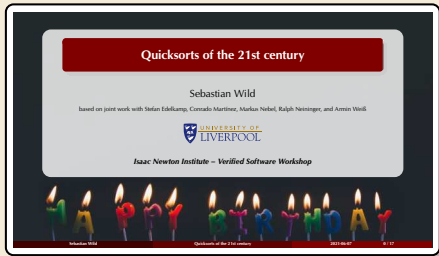 Quicksorts of the 21st century
Sebastian Wild
based on joint work with Stefan Edelkamp, Conrado Martínez, Markus Nebel, Ralph Neininger, and Armin Weiß
UNIVERSITY OF
LIVERPOOL
Isaac Newton Institute – Verified Software Workshop
HAPPY BIRTHDAY
Sebastian Wild Quicksorts of the 21st century 2021-06-07 0 / 17